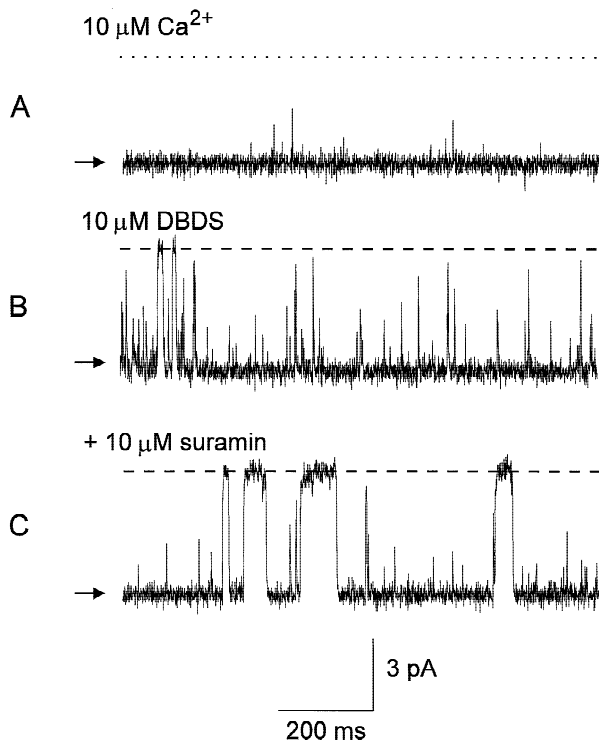 10 μM Ca2+
A
10 μM DBDS
B
+ 10 μM suramin
C
3 pA
200 ms